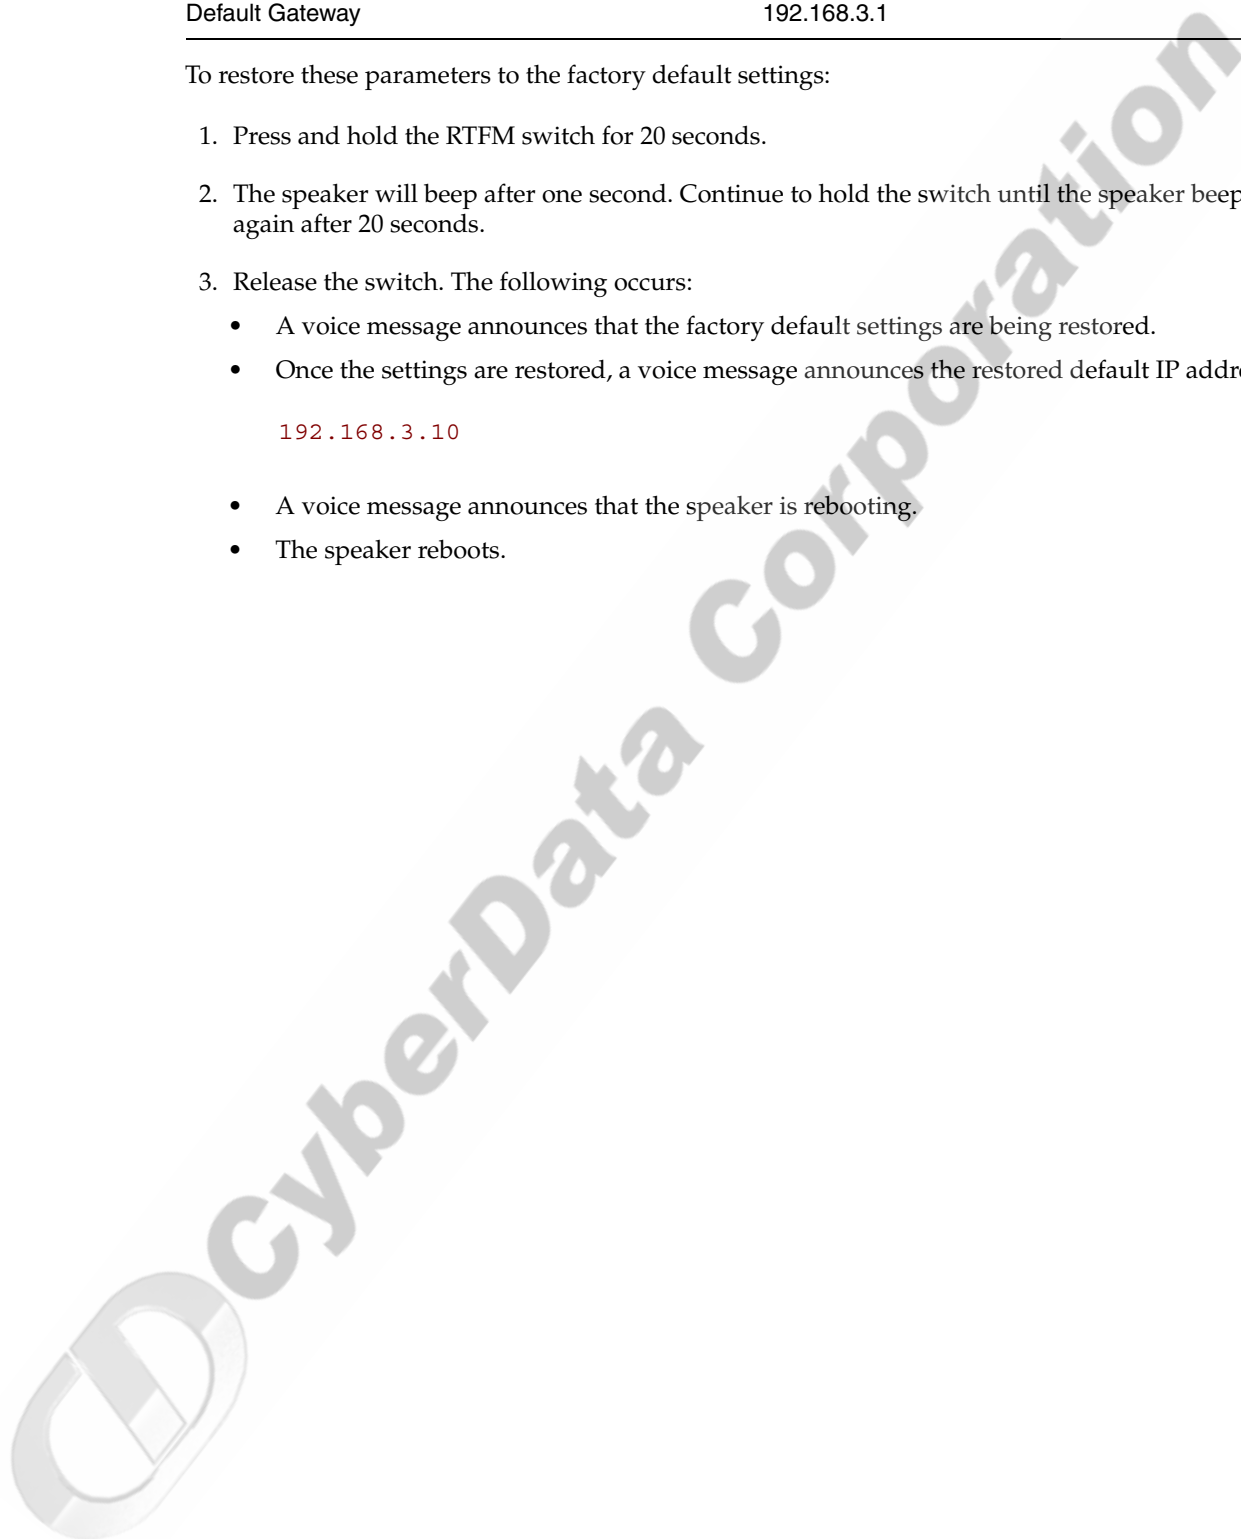 Default Gateway 192.168.3.1
To restore these parameters to the factory default settings:
1. Press and hold the RTFM switch for 20 seconds.
2. The speaker will beep after one second. Continue to hold the switch until the speaker beep
again after 20 seconds.
3. Release the switch. The following occurs:
• A voice message announces that the factory default settings are being restored.
• Once the settings are restored, a voice message announces the restored default IP addr
192.168.3.10
• A voice message announces that the speaker is rebooting.
• The speaker reboots.
CyberData Corporation